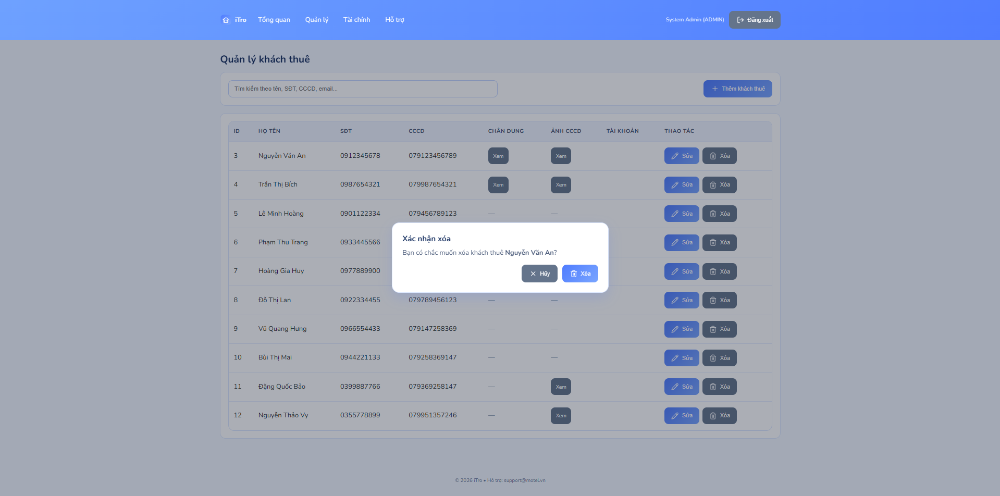 iTro Tổng quan Quản lý Tài chính Hỗ trợ System Admin (ADMIN) Đăng xuất
Quản lý khách thuê
Tìm kiếm theo tên, SĐT, CCCD, email... Thêm khách thuê
ID HỌ TÊN SĐT CCCD CHÂN DUNG ẢNH CCCD TÀI KHOẢN THAO TÁC
3 Nguyễn Văn An 0912345678 079123456789 Xem Xem Sửa Xóa
4 Trần Thị Bích 0987654321 079987654321 Xem Xem Sửa Xóa
5 Lê Minh Hoàng 0901122334 079456789123 — — Sửa Xóa
6 Phạm Thu Trang 0933445566 Sửa Xóa
7 Hoàng Gia Huy 0977889900 Sửa Xóa
Xác nhận xóa
Bạn có chắc muốn xóa khách thuê Nguyễn Văn An?
Hủy Xóa
8 Đỗ Thị Lan 0922334455 079789456123 — — Sửa Xóa
9 Vũ Quang Hưng 0966554433 079147258369 — — Sửa Xóa
10 Bùi Thị Mai 0944221133 079258369147 — — Sửa Xóa
11 Đặng Quốc Bảo 0399887766 079369258147 — Xem Sửa Xóa
12 Nguyễn Thảo Vy 0355778899 079951357246 — Xem Sửa Xóa
© 2026 iTro • Hỗ trợ: support@motel.vn